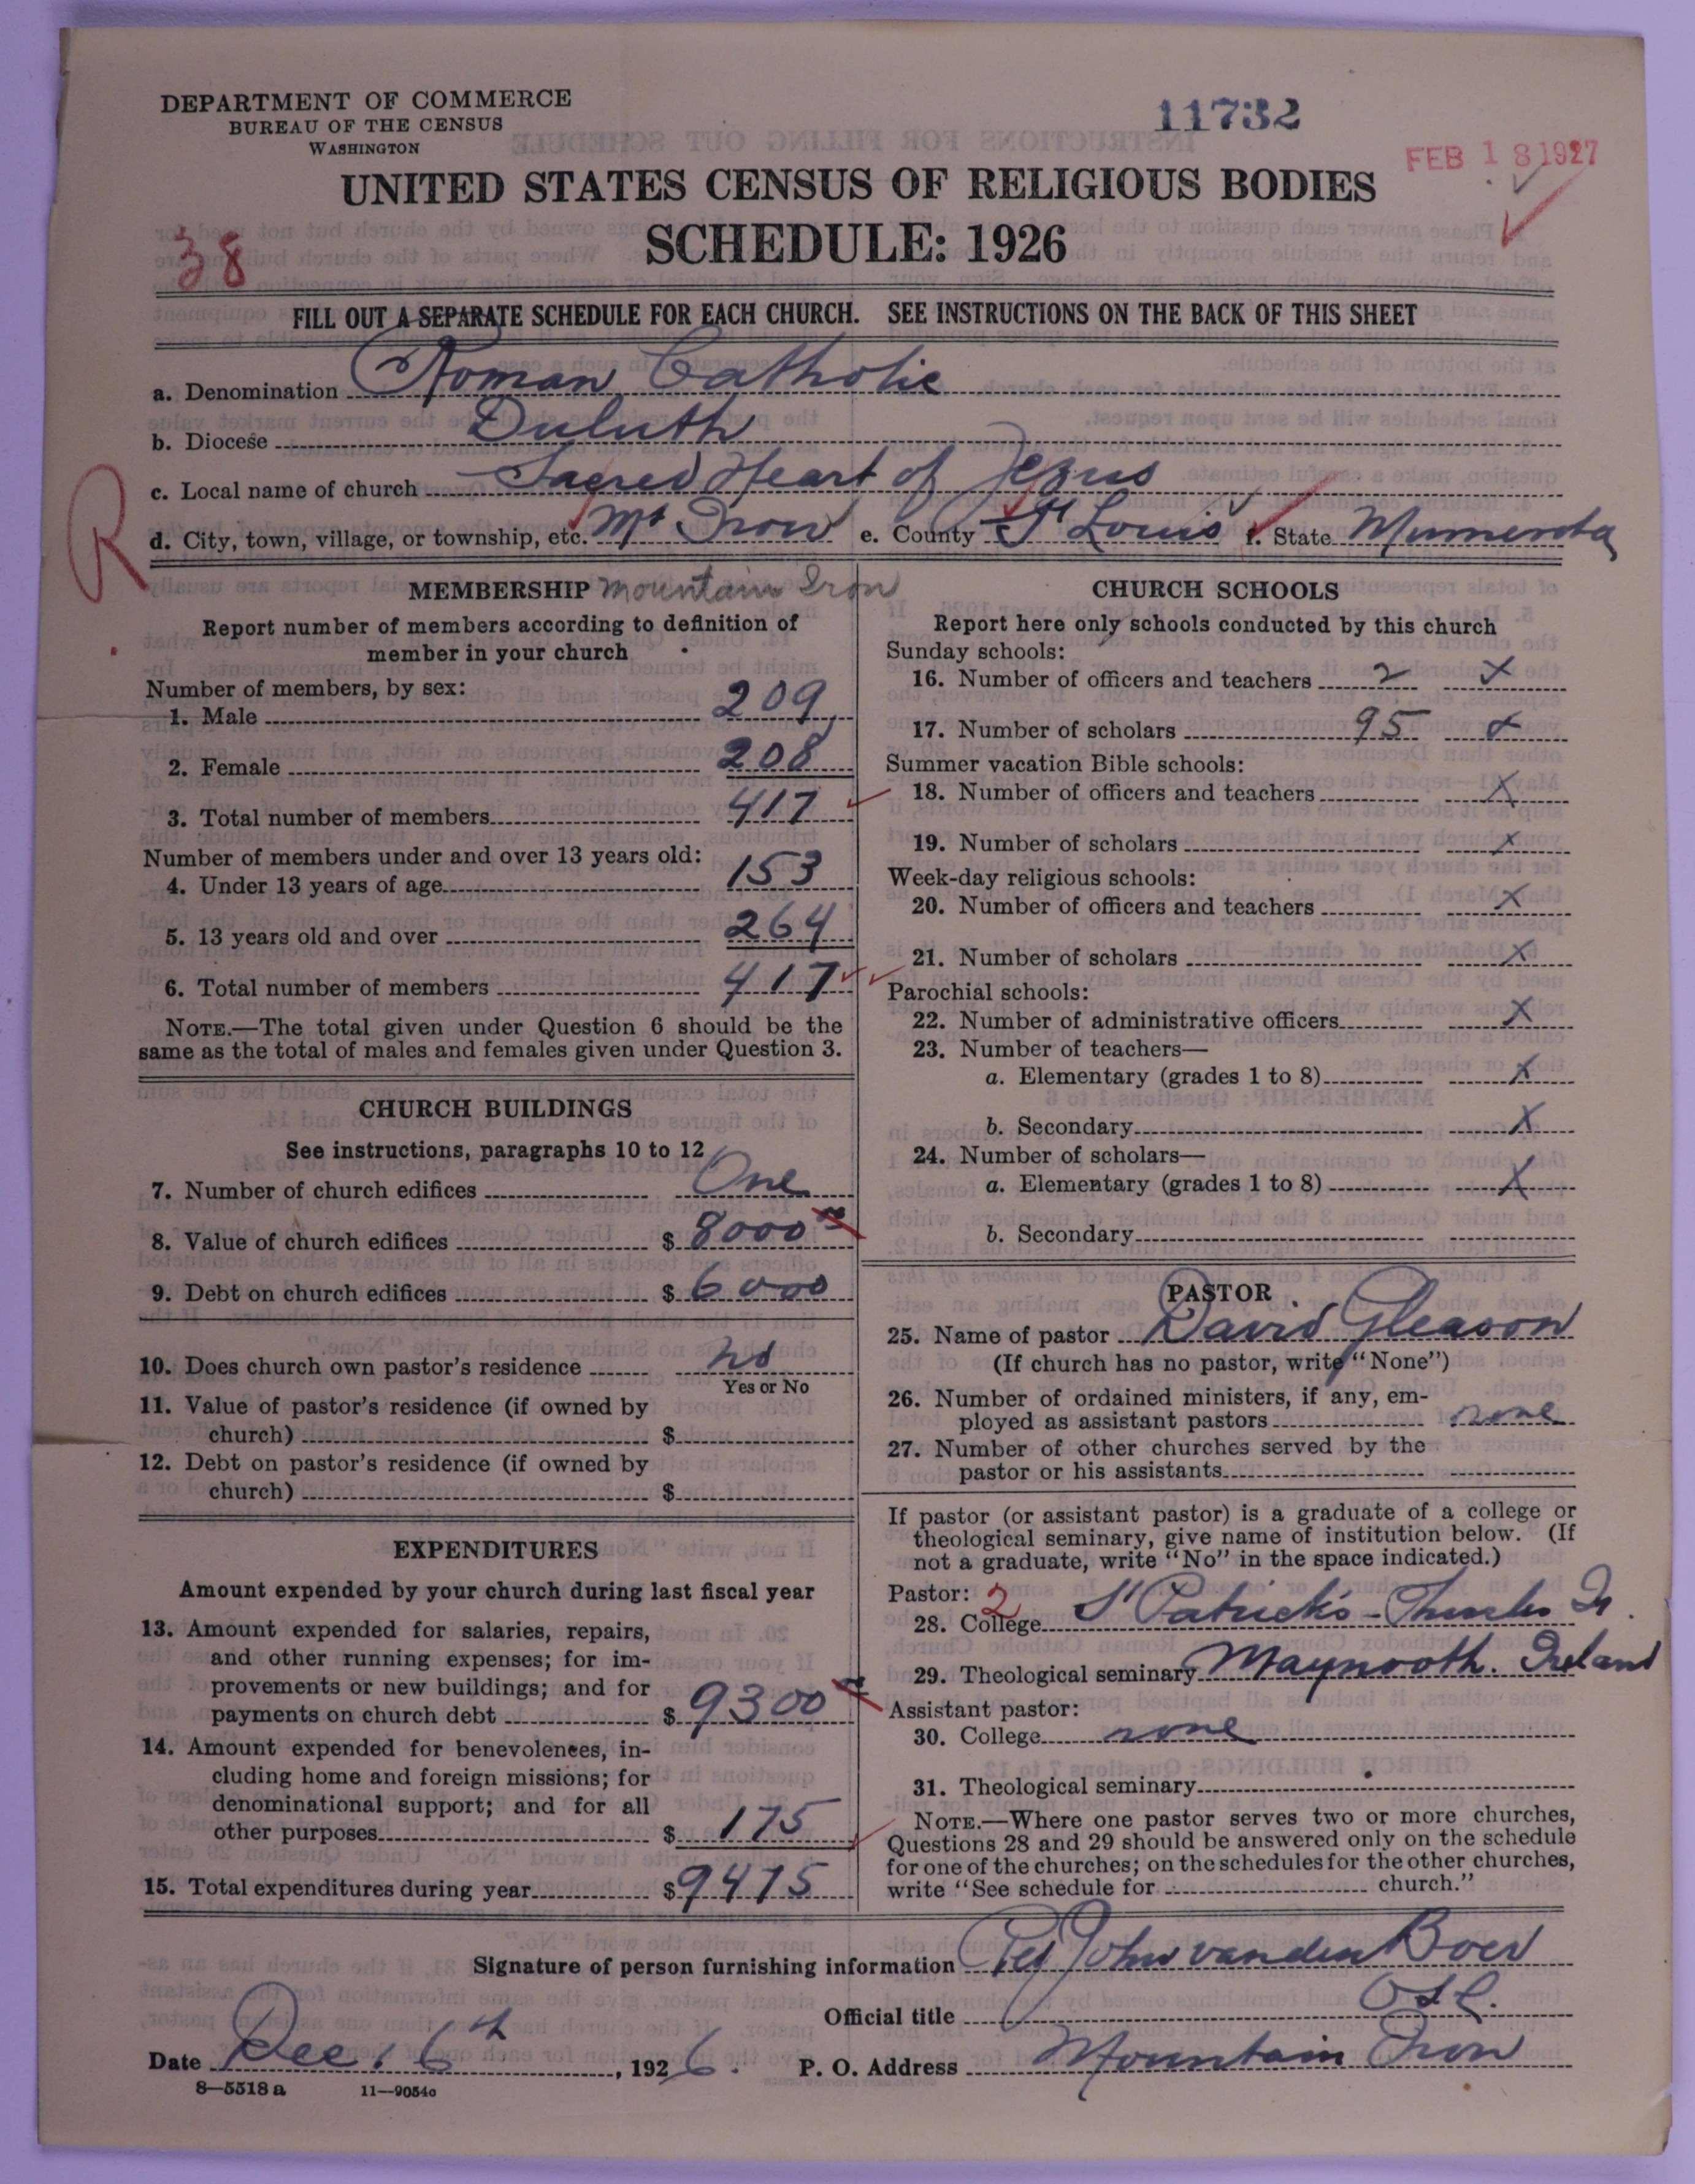 DEPARTMENT OF COMMERCE
BUREAU OF THE CENSUS
WASHINGTON
11732
FEB 18 1927
UNITED STATES CENSUS OF RELIGIOUS BODIES
SCHEDULE: 1926
38
FILL OUT A SEPARATE SCHEDULE FOR EACH CHURCH. SEE INSTRUCTIONS ON THE BACK OF THIS SHEET
a. Denomination Roman Catholic
b. Diocese Duluth
c. Local name of church Sacred Heart of Jesus
R
d. City, town, village, or township, etc. Mt Iron e. County St Louis f. State Minnesota
MEMBERSHIP Mountain Iron
Report number of members according to definition of
member in your church
Number of members, by sex:
1. Male 209
2. Female 208
3. Total number of members 417
Number of members under and over 13 years old:
4. Under 13 years of age 153
5. 13 years old and over 264
6. Total number of members 417
NOTE.—The total given under Question 6 should be the
same as the total of males and females given under Question 3.
CHURCH BUILDINGS
See instructions, paragraphs 10 to 12
7. Number of church edifices One
8. Value of church edifices $ 8000
9. Debt on church edifices $ 6000
10. Does church own pastor's residence no
Yes or No
11. Value of pastor's residence (if owned by
church) $
12. Debt on pastor's residence (if owned by
church) $
EXPENDITURES
Amount expended by your church during last fiscal year
13. Amount expended for salaries, repairs,
and other running expenses; for im-
provements or new buildings; and for
payments on church debt $ 9300
14. Amount expended for benevolences, in-
cluding home and foreign missions; for
denominational support; and for all
other purposes $ 175
15. Total expenditures during year $ 9475
CHURCH SCHOOLS
Report here only schools conducted by this church
Sunday schools:
16. Number of officers and teachers 2 x
17. Number of scholars 95 x
Summer vacation Bible schools:
18. Number of officers and teachers x
19. Number of scholars x
Week-day religious schools:
20. Number of officers and teachers x
21. Number of scholars x
Parochial schools:
22. Number of administrative officers x
23. Number of teachers—
a. Elementary (grades 1 to 8) x
b. Secondary x
24. Number of scholars—
a. Elementary (grades 1 to 8) x
b. Secondary
PASTOR
25. Name of pastor David Gleason
(If church has no pastor, write "None")
26. Number of ordained ministers, if any, em-
ployed as assistant pastors none
27. Number of other churches served by the
pastor or his assistants
If pastor (or assistant pastor) is a graduate of a college or
theological seminary, give name of institution below. (If
not a graduate, write "No" in the space indicated.)
Pastor: 2
28. College St Patrick's - Thurles Ir.
29. Theological seminary Maynooth. Ireland
Assistant pastor:
30. College none
31. Theological seminary
NOTE.—Where one pastor serves two or more churches,
Questions 28 and 29 should be answered only on the schedule
for one of the churches; on the schedules for the other churches,
write "See schedule for church."
Signature of person furnishing information John vanden Boer
Official title
Date Dec. 6th, 1926. P. O. Address Mountain Iron
8—5518 a 11—9054c